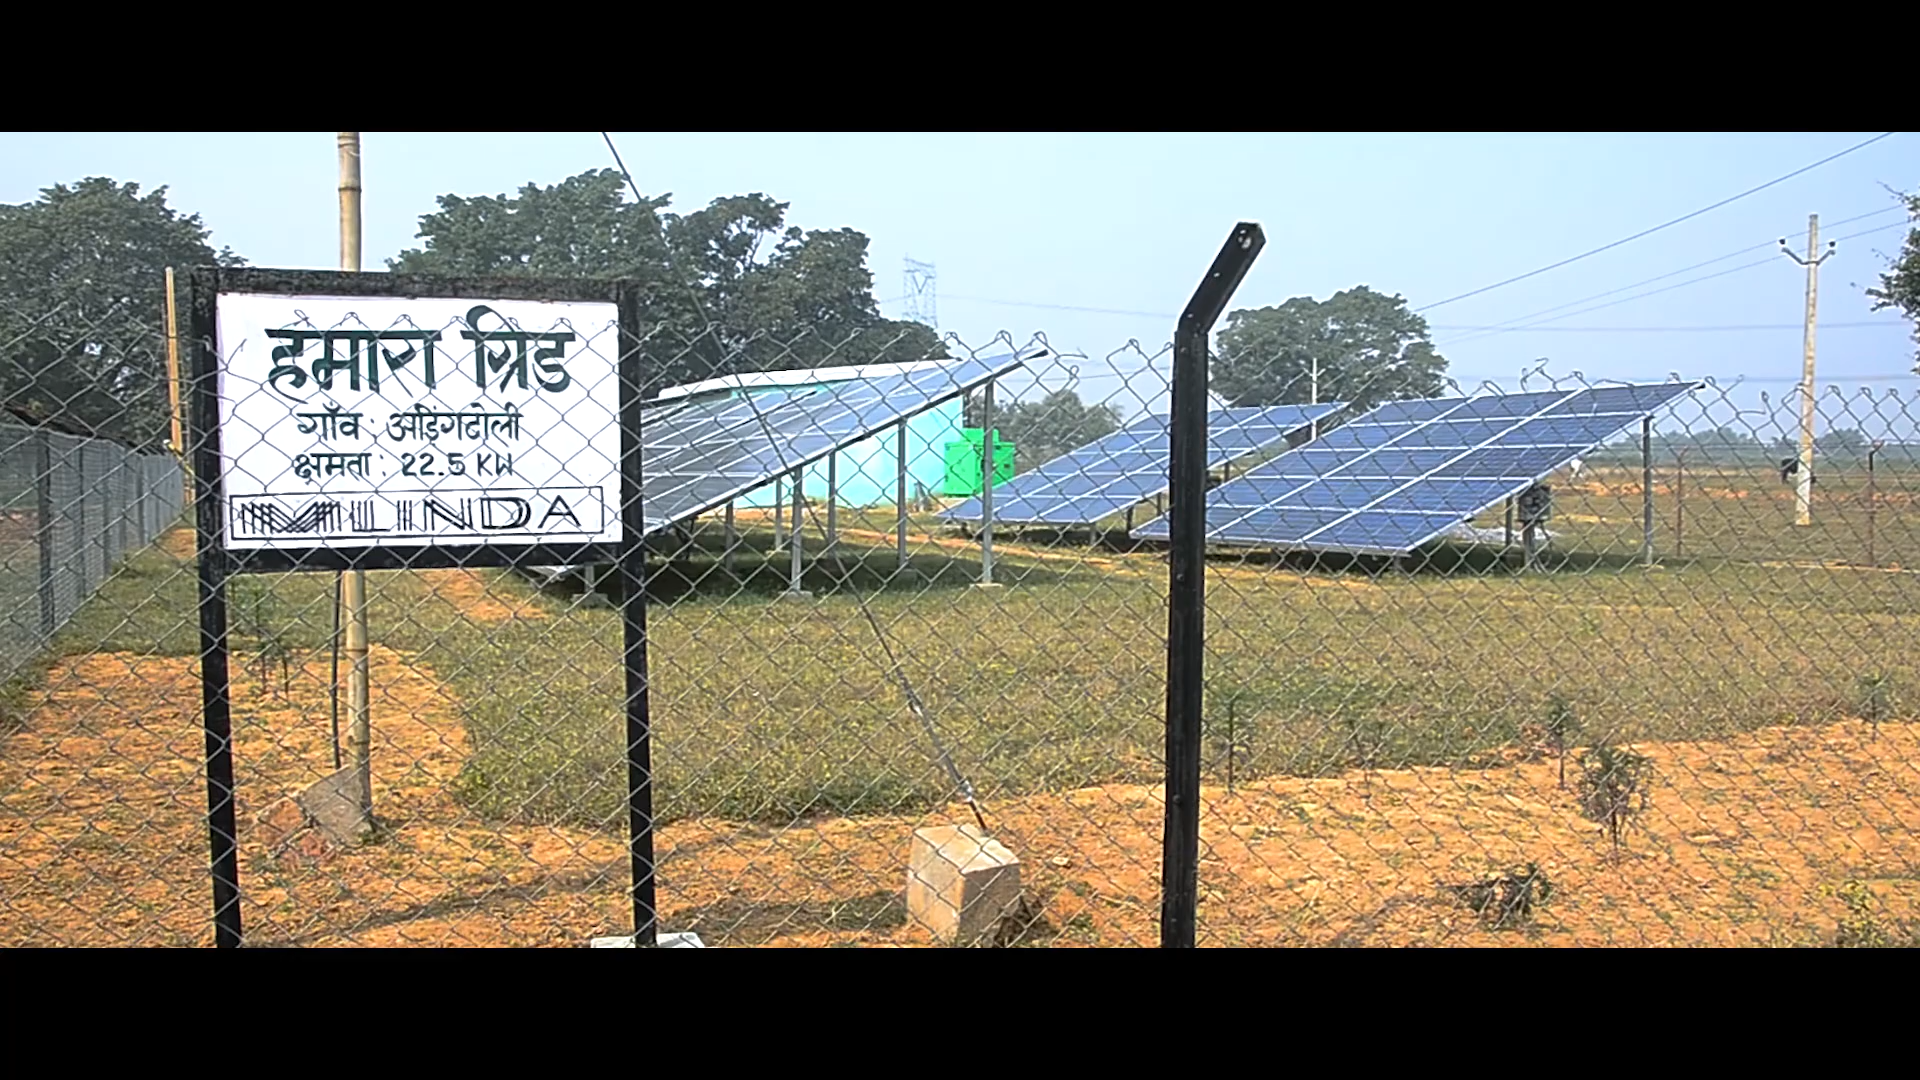 हमारा ग्रिड
गाँव : अड़िंगटोली
क्षमता : 22.5 KW
MLINDA